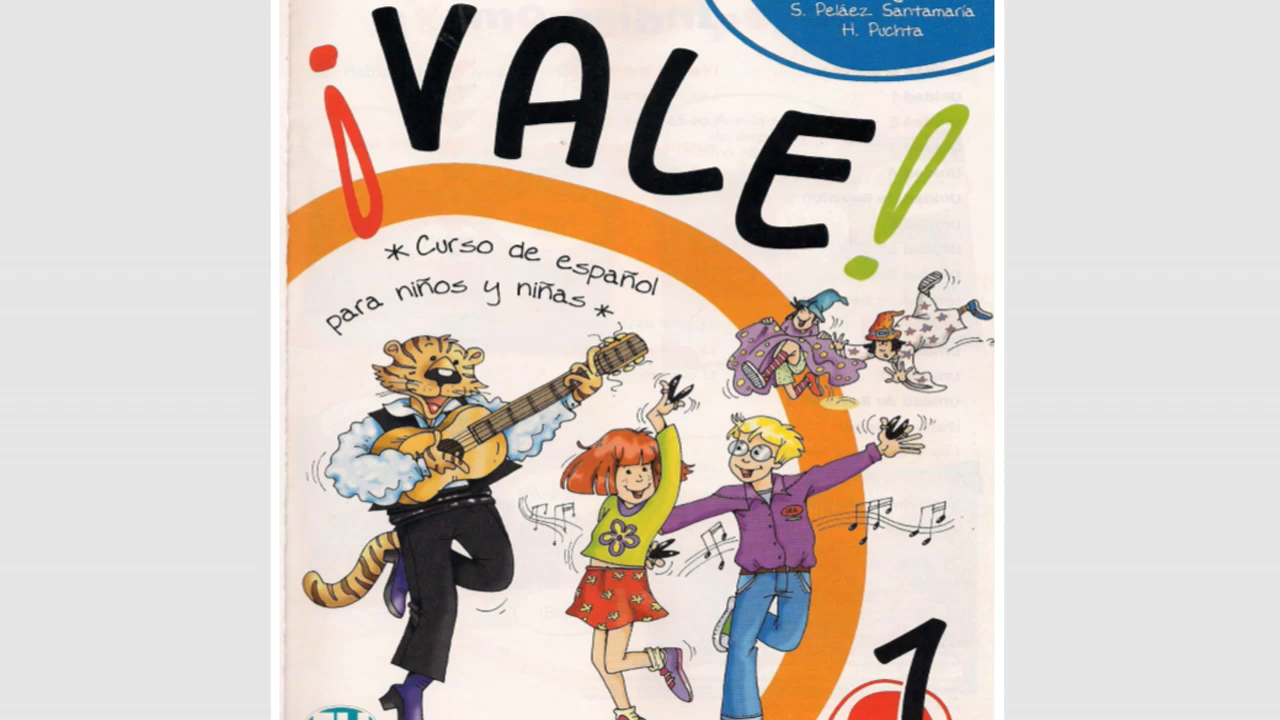 S. Peláez Santamaría
H. Puchta
¡VALE!
* Curso de español
para niños y niñas *
1